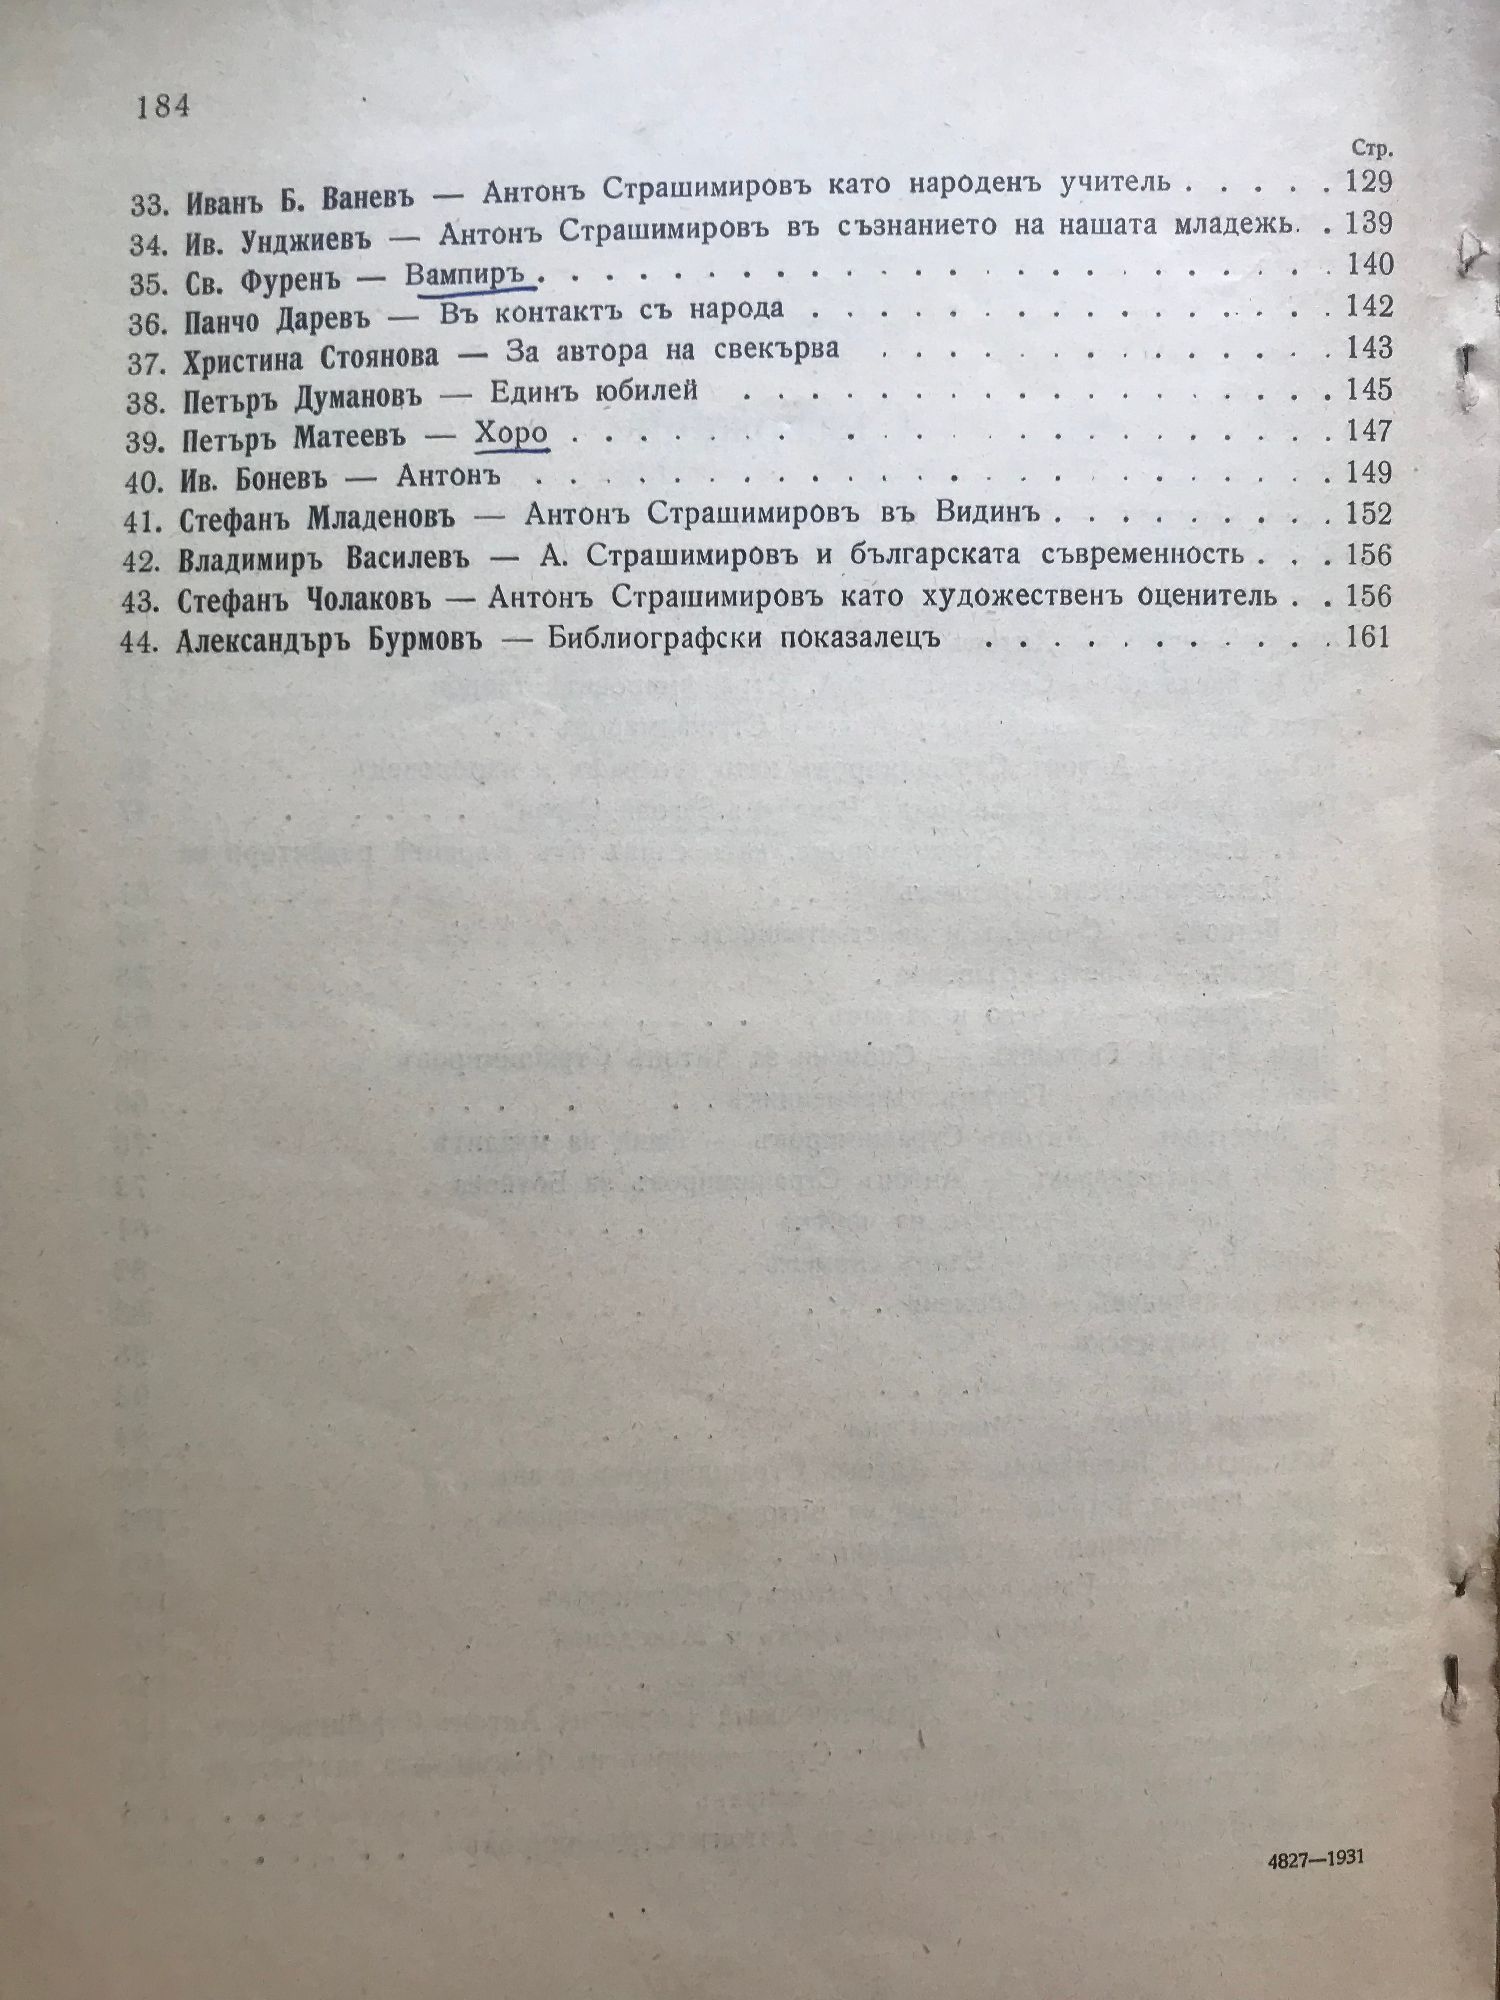 184
Стр.
33. Иванъ Б. Ваневъ — Антонъ Страшимировъ като народенъ учитель . . . . . 129
34. Ив. Унджиевъ — Антонъ Страшимировъ въ съзнанието на нашата младежь. . 139
35. Св. Фуренъ — Вампиръ . . . . . . . . . . . . . . . . . . . . . . . . 140
36. Панчо Даревъ — Въ контактъ съ народа . . . . . . . . . . . . . . . . 142
37. Христина Стоянова — За автора на свекърва . . . . . . . . . . . . . . 143
38. Петъръ Думановъ — Единъ юбилей . . . . . . . . . . . . . . . . . . 145
39. Петъръ Матеевъ — Хоро . . . . . . . . . . . . . . . . . . . . . . . 147
40. Ив. Боневъ — Антонъ . . . . . . . . . . . . . . . . . . . . . . . . 149
41. Стефанъ Младеновъ — Антонъ Страшимировъ въ Видинъ . . . . . . . . . 152
42. Владимиръ Василевъ — А. Страшимировъ и българската съвременность . . . 156
43. Стефанъ Чолаковъ — Антонъ Страшимировъ като художественъ оценитель . . 156
44. Александъръ Бурмовъ — Библиографски показалецъ . . . . . . . . . . . 161
4827—1931